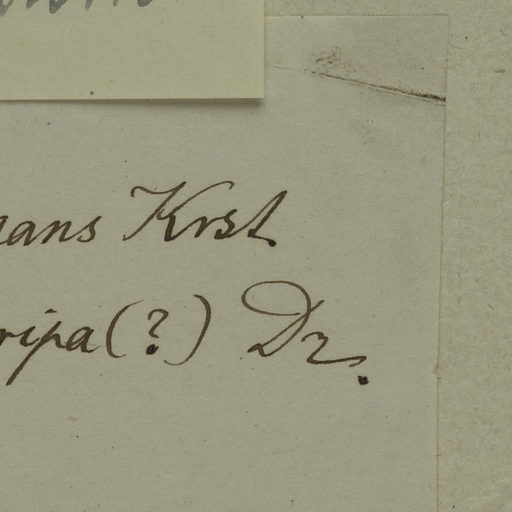 ans Krst.
ripa (?) Dr.